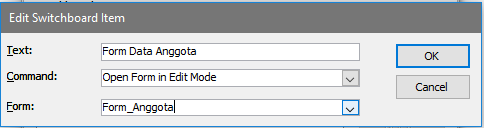 Edit Switchboard Item
Text: Form Data Anggota OK
Command: Open Form in Edit Mode Cancel
Form: Form_Anggota